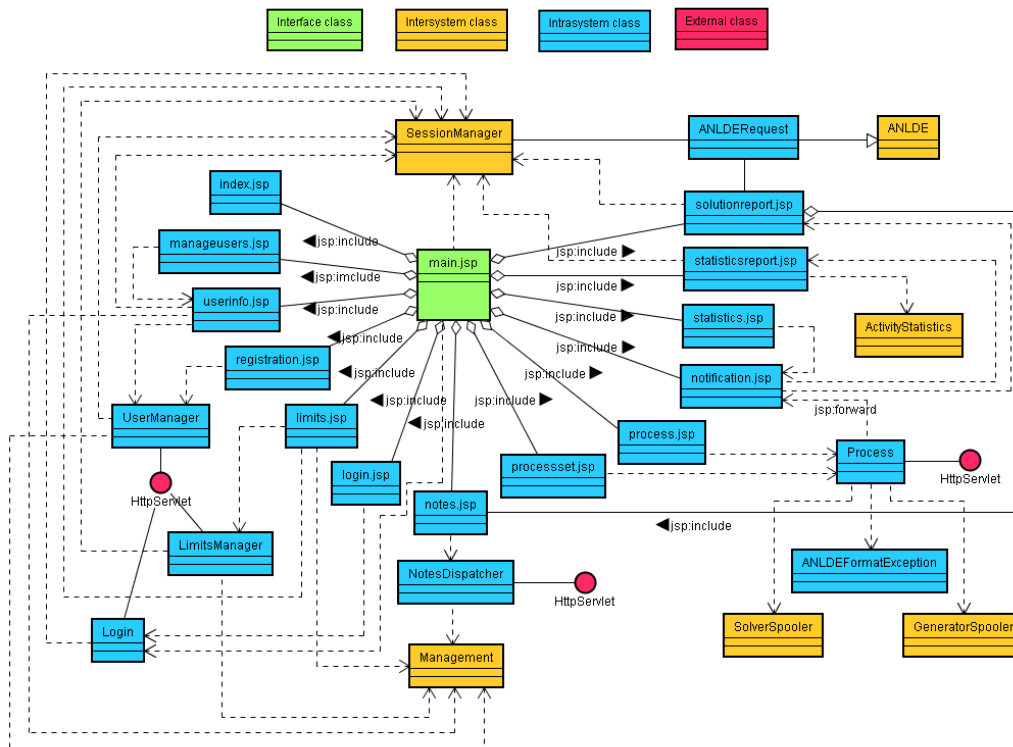 Interface class
Intersystem class
Intrasystem class
External class
SessionManager
ANLDERequest
ANLDE
index.jsp
solutionreport.jsp
manageusers.jsp
jsp:include
jsp:include
main.jsp
statisticsreport.jsp
jsp:imclude
jsp:include
userinfo.jsp
jsp:include
statistics.jsp
ActivityStatistics
registration.jsp
jsp:include
jsp:include
jsp:include
jsp:include
notification.jsp
UserManager
limits.jsp
jsp:include
jsp:include
jsp:include
jsp:forward
process.jsp
login.jsp
processset.jsp
Process
HttpServlet
HttpServlet
notes.jsp
jsp:include
LimitsManager
NotesDispatcher
HttpServlet
ANLDEFormatException
Login
Management
SolverSpooler
GeneratorSpooler